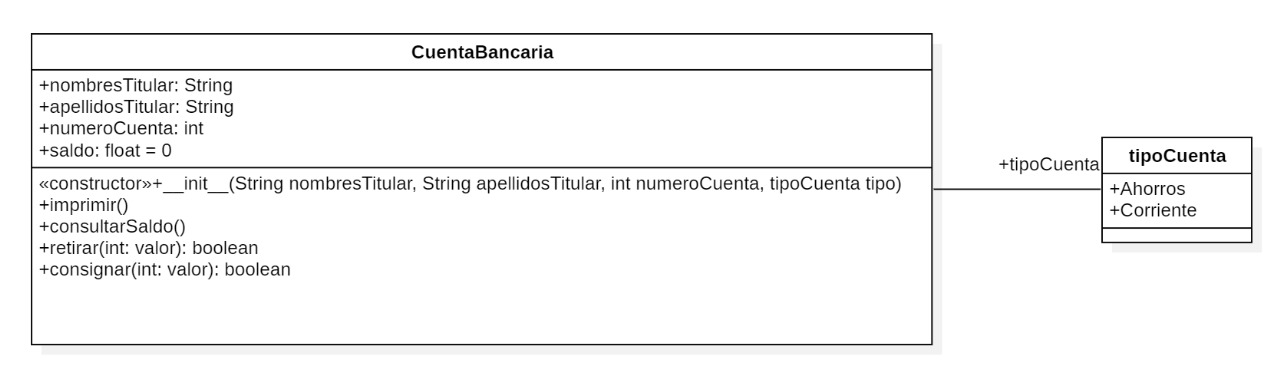 CuentaBancaria
+nombresTitular: String
+apellidosTitular: String
+numeroCuenta: int
+saldo: float = 0
«constructor»+__init__(String nombresTitular, String apellidosTitular, int numeroCuenta, tipoCuenta tipo)
+imprimir()
+consultarSaldo()
+retirar(int: valor): boolean
+consignar(int: valor): boolean
+tipoCuenta
tipoCuenta
+Ahorros
+Corriente